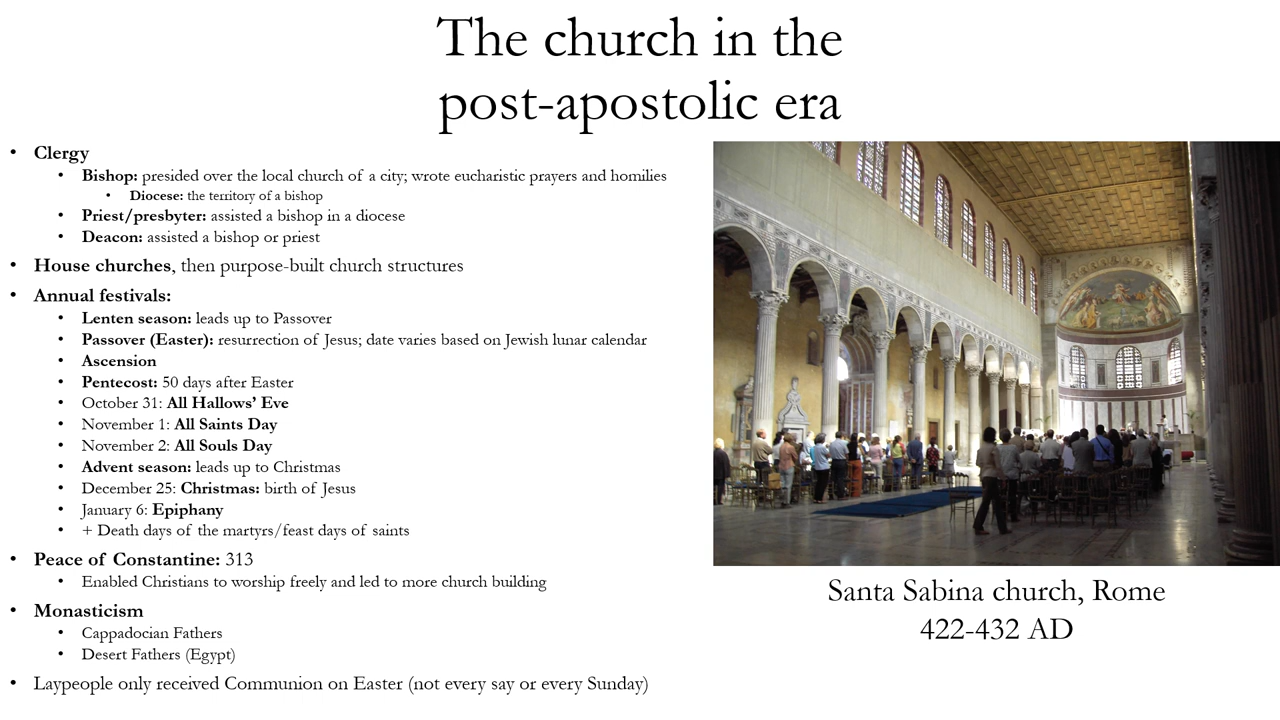 The church in the
post-apostolic era
• Clergy
• Bishop: presided over the local church of a city; wrote eucharistic prayers and homilies
• Diocese: the territory of a bishop
• Priest/presbyter: assisted a bishop in a diocese
• Deacon: assisted a bishop or priest
• House churches, then purpose-built church structures
• Annual festivals:
• Lenten season: leads up to Passover
• Passover (Easter): resurrection of Jesus; date varies based on Jewish lunar calendar
• Ascension
• Pentecost: 50 days after Easter
• October 31: All Hallows’ Eve
• November 1: All Saints Day
• November 2: All Souls Day
• Advent season: leads up to Christmas
• December 25: Christmas: birth of Jesus
• January 6: Epiphany
• + Death days of the martyrs/feast days of saints
• Peace of Constantine: 313
• Enabled Christians to worship freely and led to more church building
• Monasticism
• Cappadocian Fathers
• Desert Fathers (Egypt)
• Laypeople only received Communion on Easter (not every say or every Sunday)
Santa Sabina church, Rome
422-432 AD